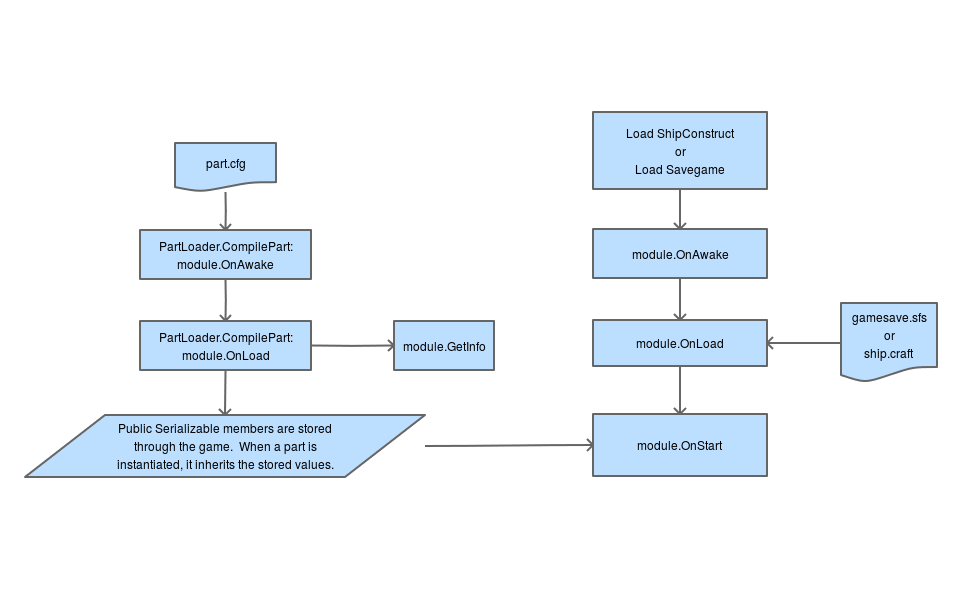 part.cfg
PartLoader.CompilePart:
module.OnAwake
PartLoader.CompilePart:
module.OnLoad
module.GetInfo
Public Serializable members are stored
through the game.  When a part is
instantiated, it inherits the stored values.
Load ShipConstruct
or
Load Savegame
module.OnAwake
module.OnLoad
gamesave.sfs
or
ship.craft
module.OnStart